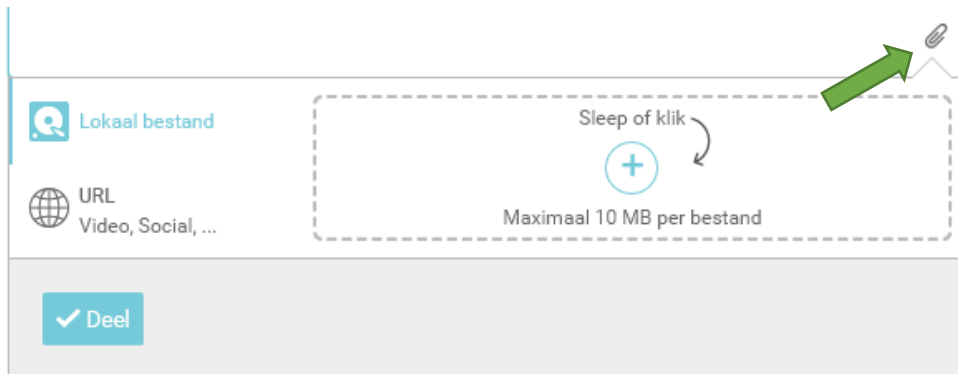 Lokaal bestand
Sleep of klik
URL
Video, Social, ...
Maximaal 10 MB per bestand
Deel